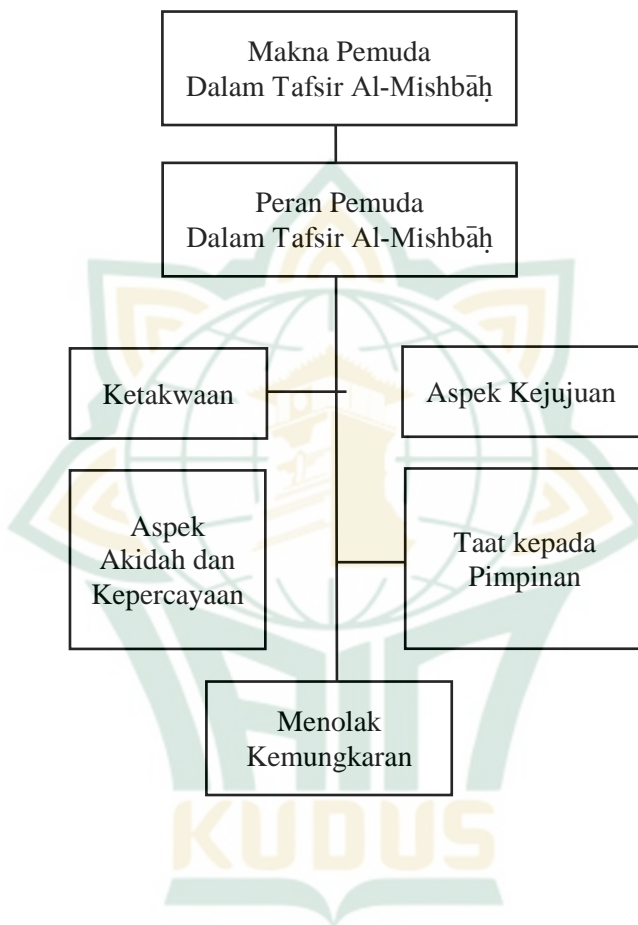 Makna Pemuda
Dalam Tafsir Al-Mishbāḥ
Peran Pemuda
Dalam Tafsir Al-Mishbāḥ
Ketakwaan
Aspek Kejujuan
Aspek
Akidah dan
Kepercayaan
Taat kepada
Pimpinan
Menolak
Kemungkaran
KUDUS